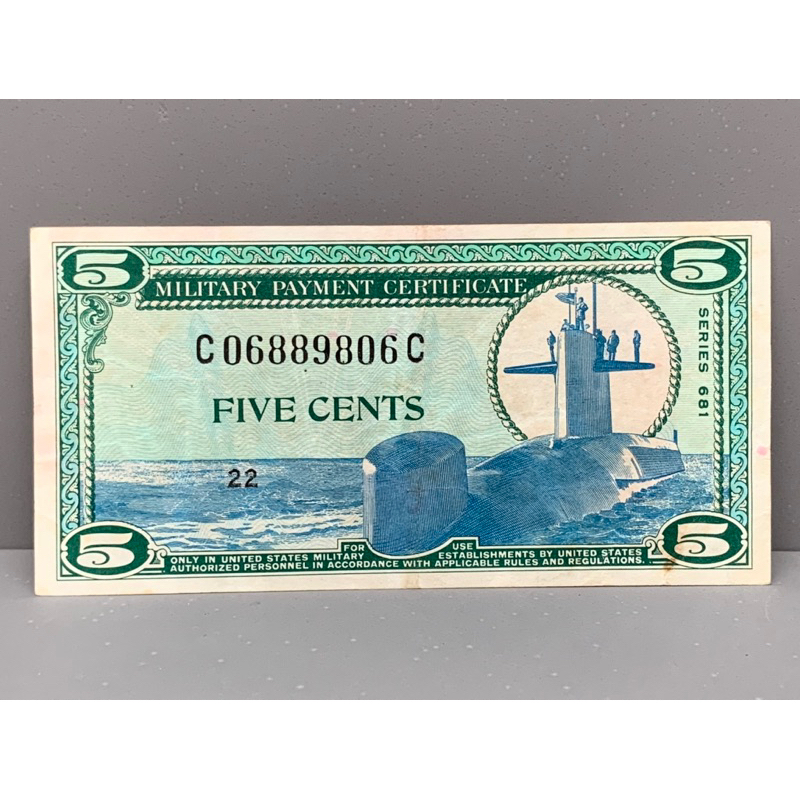 5 5
MILITARY PAYMENT CERTIFICATE
SERIES 681
C06889806C
FIVE CENTS
22
5 5
FOR USE
ONLY IN UNITED STATES MILITARY ESTABLISHMENTS BY UNITED STATES
AUTHORIZED PERSONNEL IN ACCORDANCE WITH APPLICABLE RULES AND REGULATIONS.